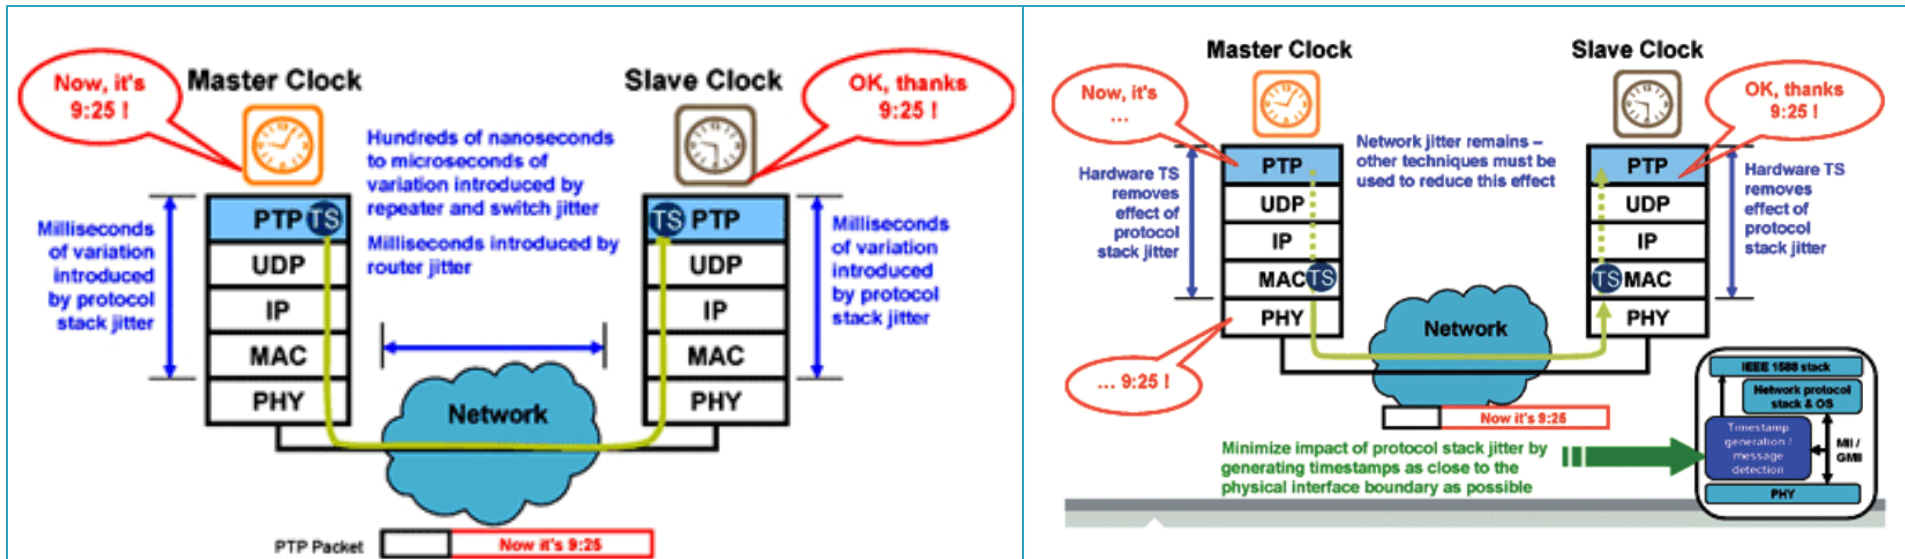 Now, it's
9:25 !
Master Clock
Slave Clock
OK, thanks
9:25 !
Hundreds of nanoseconds
to microseconds of
variation introduced by
repeater and switch jitter
Milliseconds introduced by
router jitter
Milliseconds
of variation
introduced
by protocol
stack jitter
PTP TS
UDP
IP
MAC
PHY
TS PTP
UDP
IP
MAC
PHY
Milliseconds
of variation
introduced
by protocol
stack jitter
Network
PTP Packet
Now it's 9:25
Master Clock
Slave Clock
Now, it's
...
OK, thanks
9:25 !
Network jitter remains –
other techniques must be
used to reduce this effect
Hardware TS
removes
effect of
protocol
stack jitter
PTP
UDP
IP
MAC TS
PHY
PTP
UDP
IP
TS MAC
PHY
Hardware TS
removes
effect of
protocol
stack jitter
... 9:25 !
Network
Now it's 9:25
Minimize impact of protocol stack jitter by
generating timestamps as close to the
physical interface boundary as possible
IEEE 1588 stack
Network protocol
stack & OS
Timestamp
generation /
message
detection
MII /
GMII
PHY